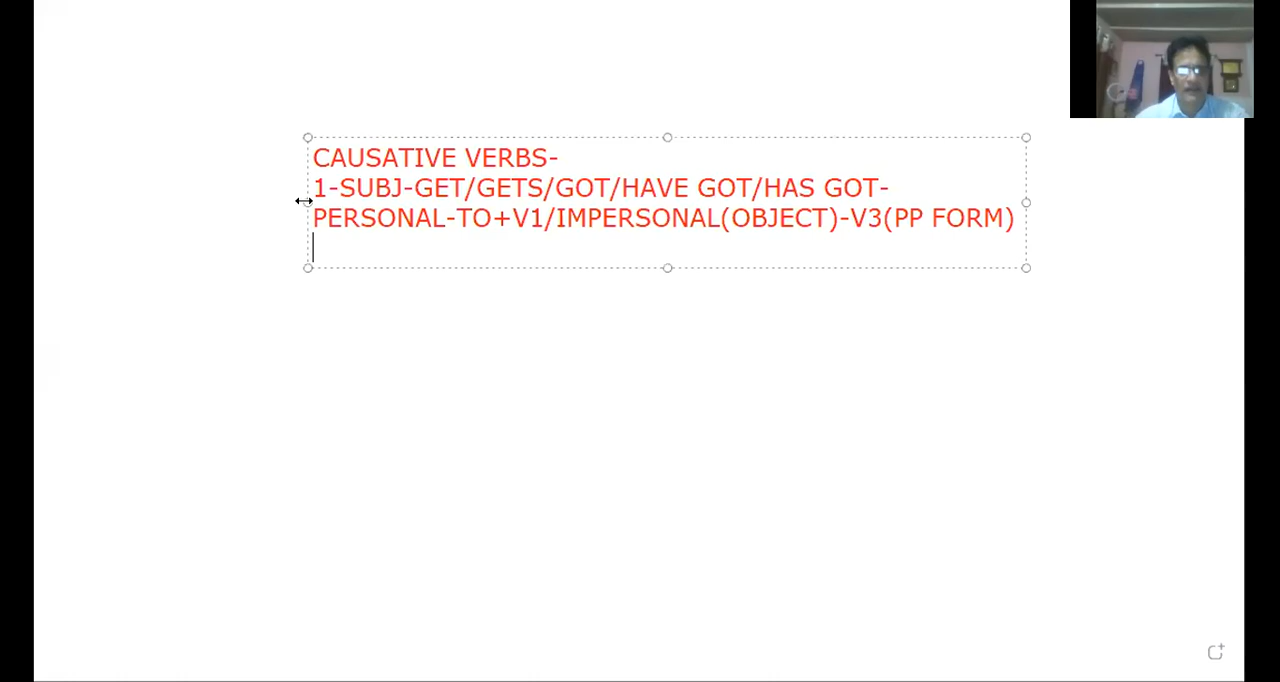 CAUSATIVE VERBS-
1-SUBJ-GET/GETS/GOT/HAVE GOT/HAS GOT-
PERSONAL-TO+V1/IMPERSONAL(OBJECT)-V3(PP FORM)